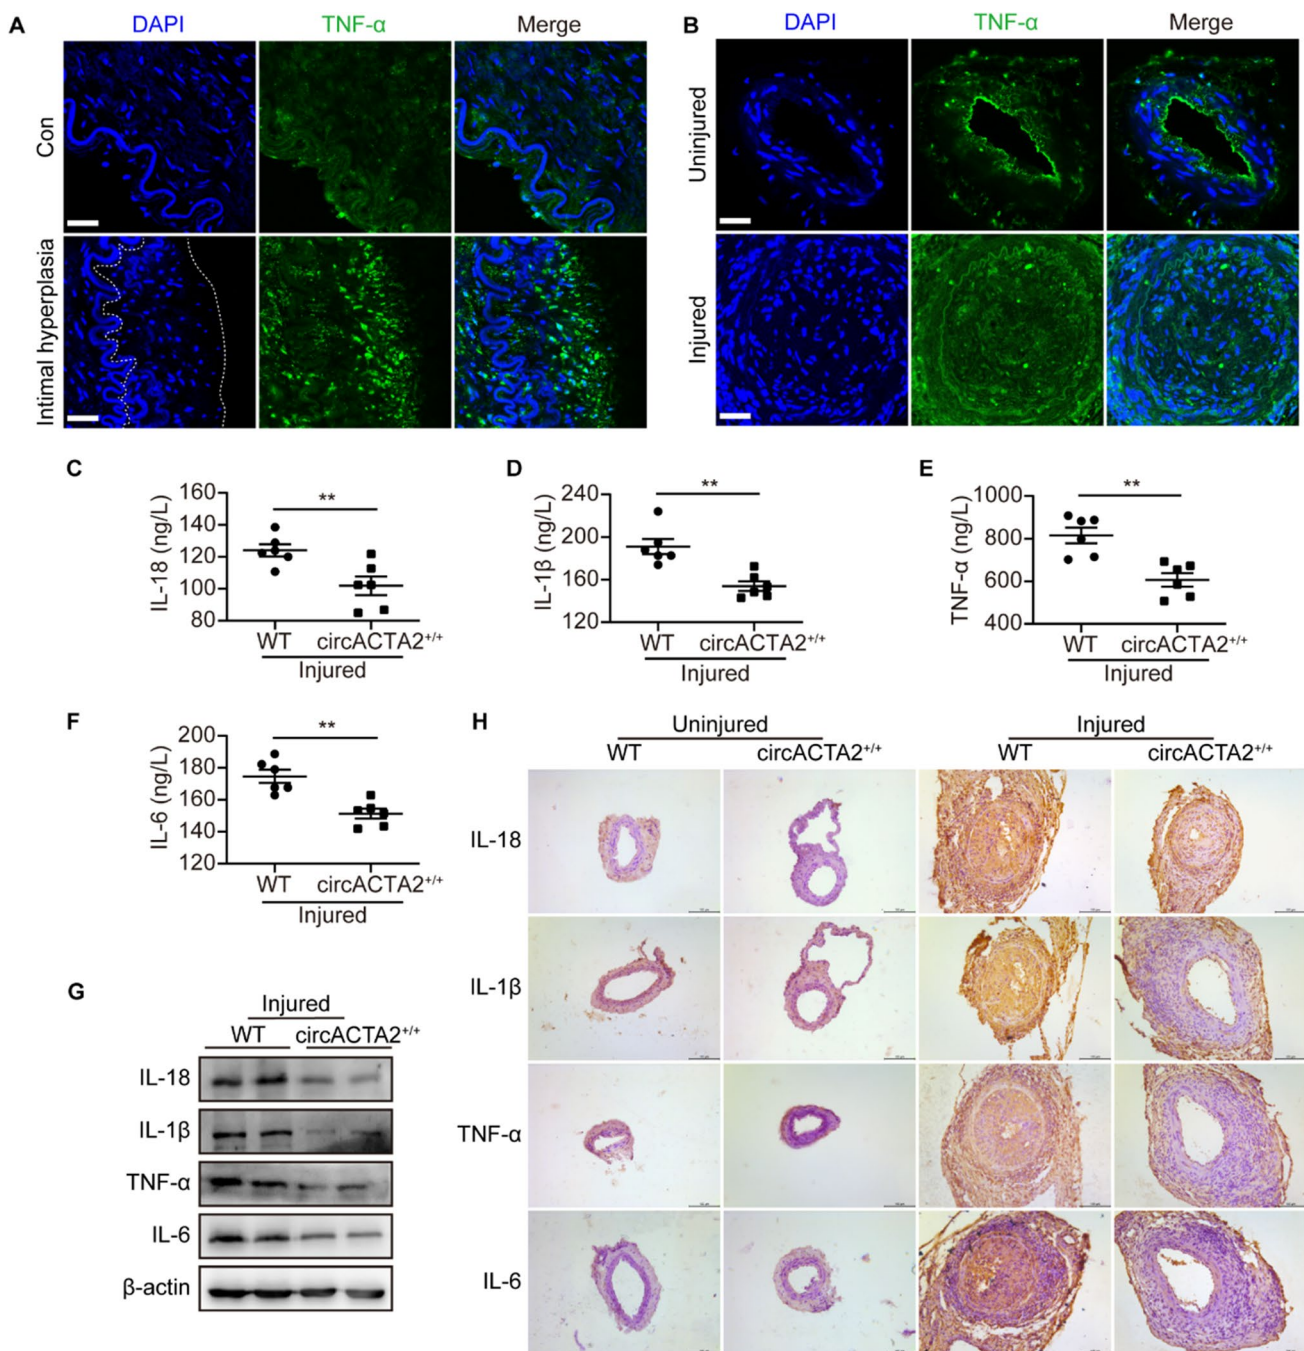 A
DAPI TNF-α Merge
Con
Intimal hyperplasia
B
DAPI TNF-α Merge
Uninjured
Injured
C
IL-18 (ng/L)
160
140
120
100
80
**
WT circACTA2+/+
Injured
D
IL-1β (ng/L)
240
200
160
120
**
WT circACTA2+/+
Injured
E
TNF-α (ng/L)
1000
800
600
400
**
WT circACTA2+/+
Injured
F
IL-6 (ng/L)
200
180
160
140
120
**
WT circACTA2+/+
Injured
G
Injured
WT circACTA2+/+
IL-18
IL-1β
TNF-α
IL-6
β-actin
H
Uninjured Injured
WT circACTA2+/+ WT circACTA2+/+
IL-18
IL-1β
TNF-α
IL-6